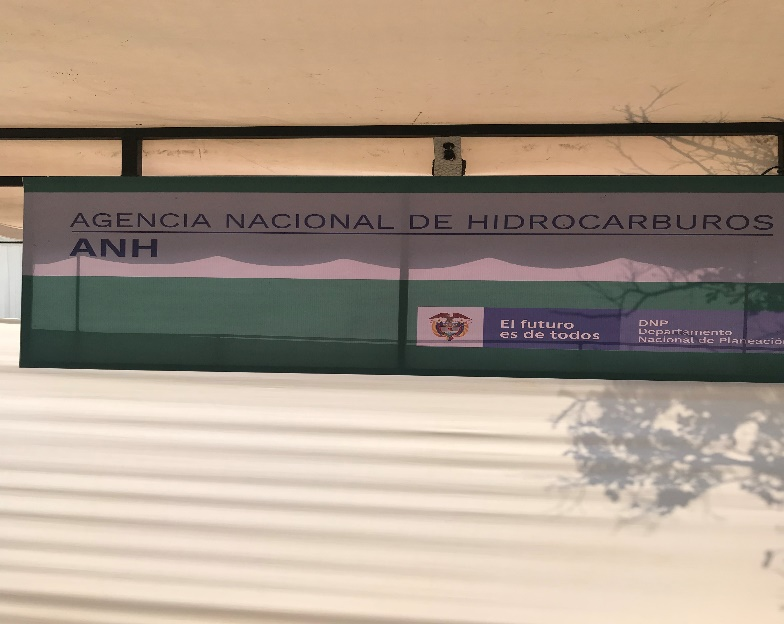 AGENCIA NACIONAL DE HIDROCARBUROS
ANH
El futuro
es de todos
DNP
Departamento
Nacional de Planeación